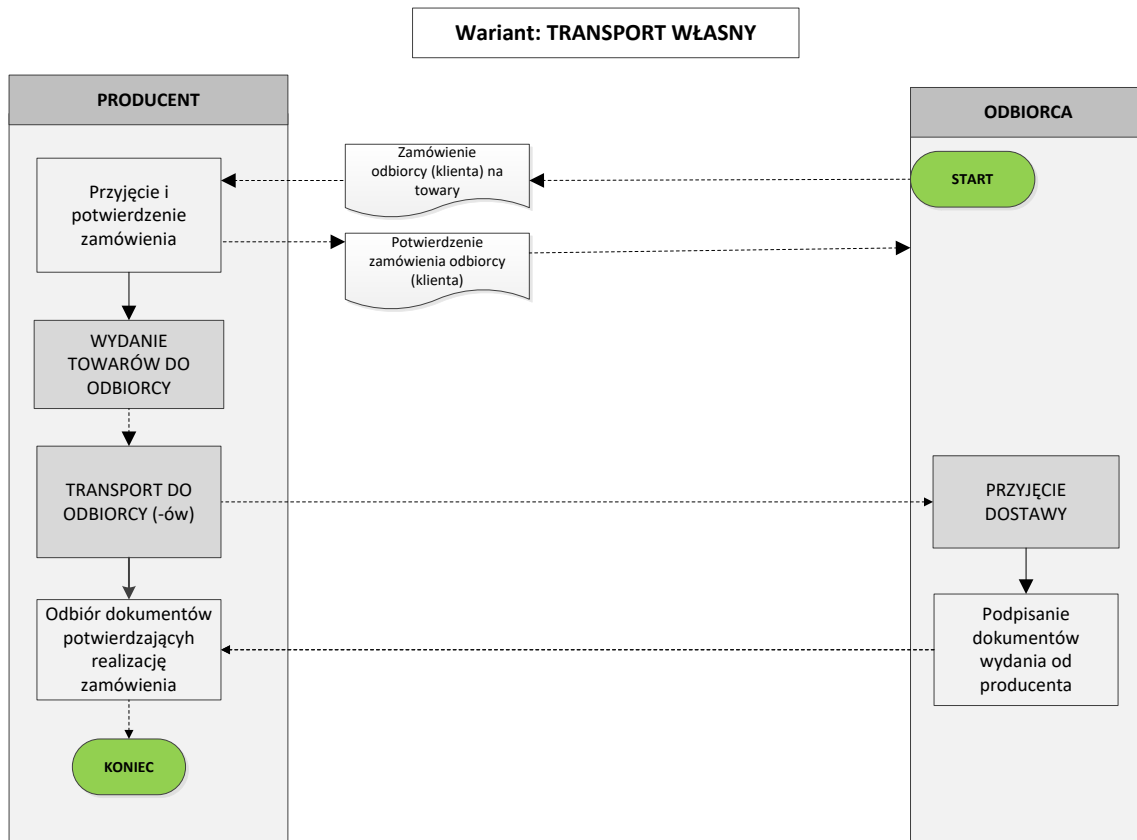 Wariant: TRANSPORT WŁASNY
PRODUCENT
ODBIORCA
Zamówienie
odbiorcy (klienta) na
towary
START
Przyjęcie i
potwierdzenie
zamówienia
Potwierdzenie
zamówienia odbiorcy
(klienta)
WYDANIE
TOWARÓW DO
ODBIORCY
TRANSPORT DO
ODBIORCY (-ów)
PRZYJĘCIE
DOSTAWY
Odbiór dokumentów
potwierdzającyh
realizację
zamówienia
Podpisanie
dokumentów
wydania od
producenta
KONIEC